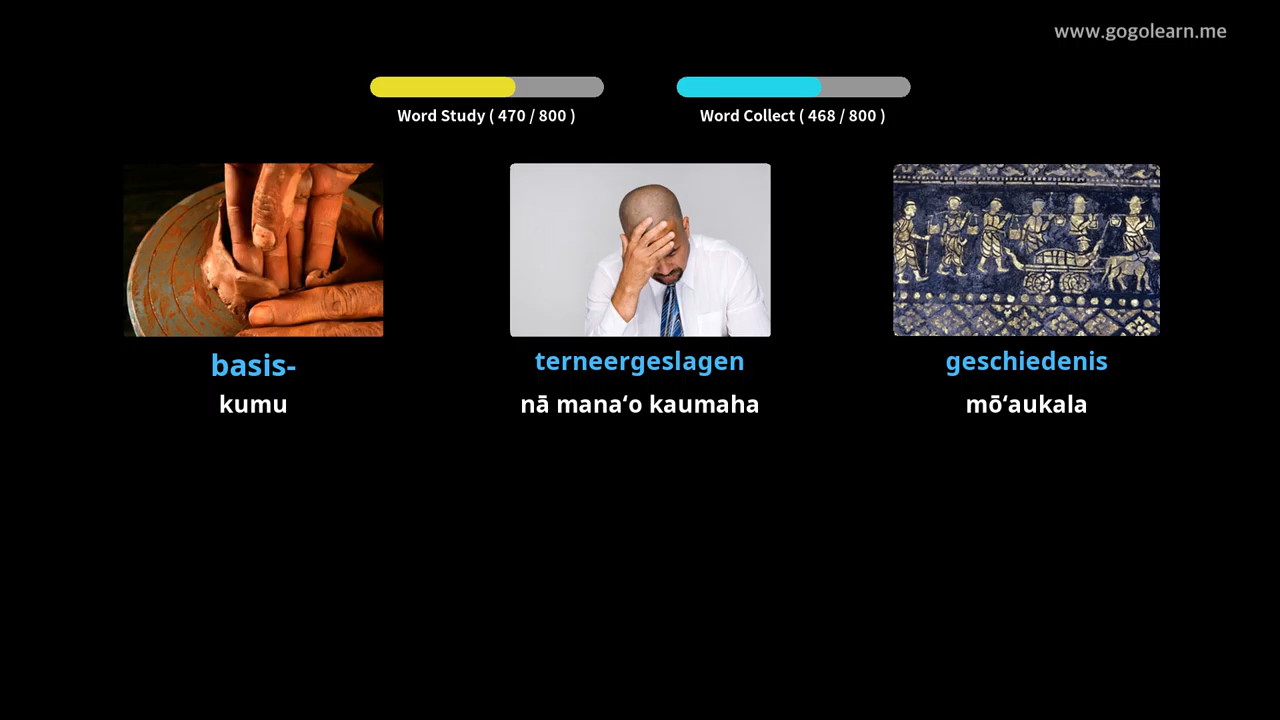 www.gogolearn.me
Word Study ( 470 / 800 )
Word Collect ( 468 / 800 )
basis-
terneergeslagen
geschiedenis
kumu
nā manaʻo kaumaha
mōʻaukala